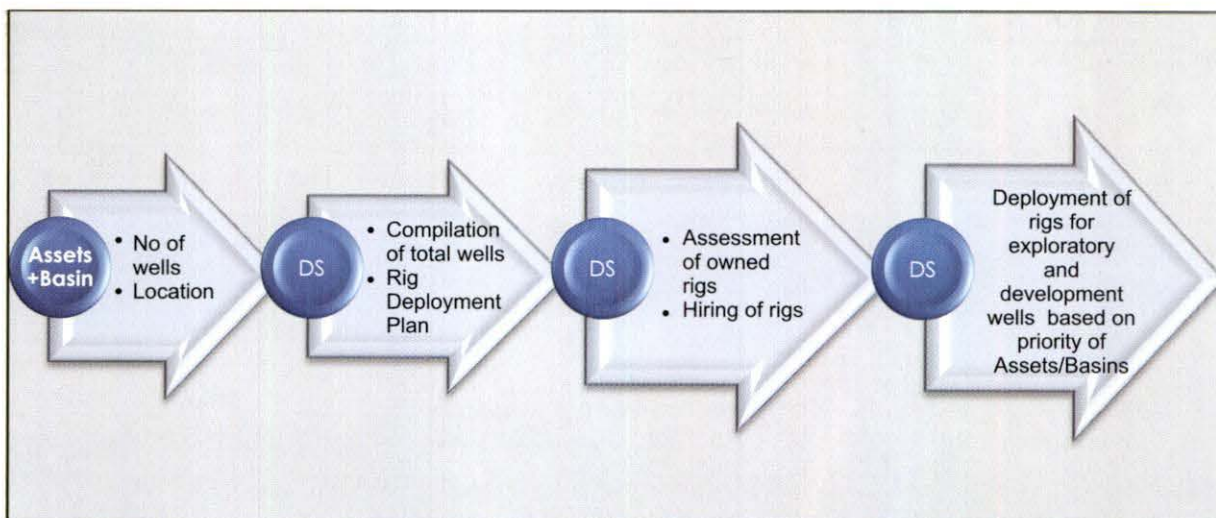 Assets
+Basin
• No of
wells
• Location
DS
• Compilation
of total wells
• Rig
Deployment
Plan
DS
• Assessment
of owned
rigs
• Hiring of rigs
DS
Deployment of
rigs for
exploratory
and
development
wells based on
priority of
Assets/Basins